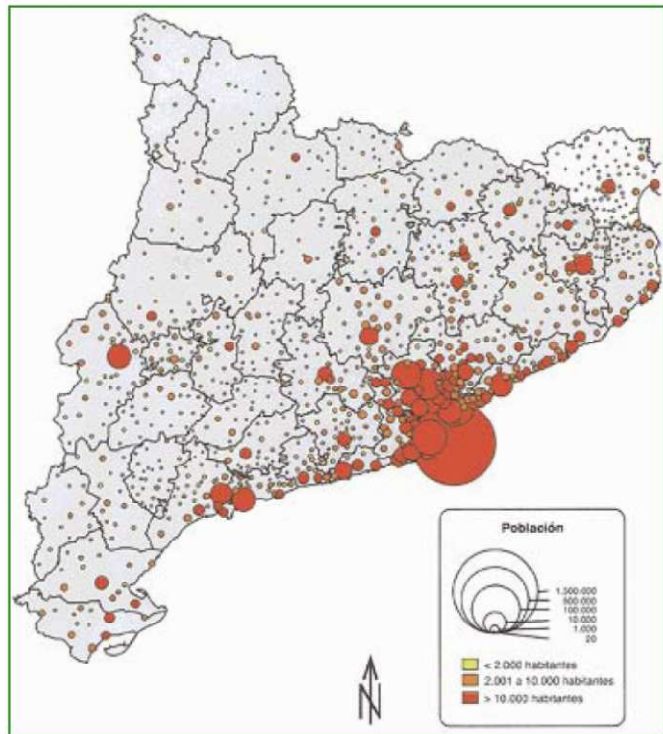 Población
1,500.000
500.000
100.000
10.000
1.000
20
< 2.000 habitantes
2.001 a 10.000 habitantes
> 10.000 habitantes
N